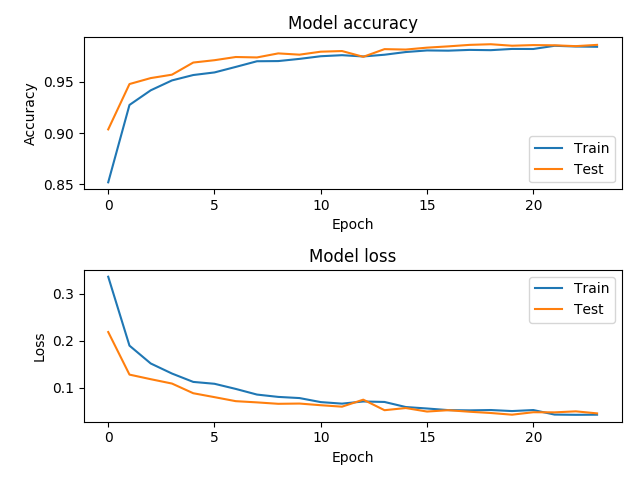 Model accuracy
Accuracy
0.95
0.90
0.85
Train
Test
0 5 10 15 20
Epoch
Model loss
Loss
0.3
0.2
0.1
Train
Test
0 5 10 15 20
Epoch